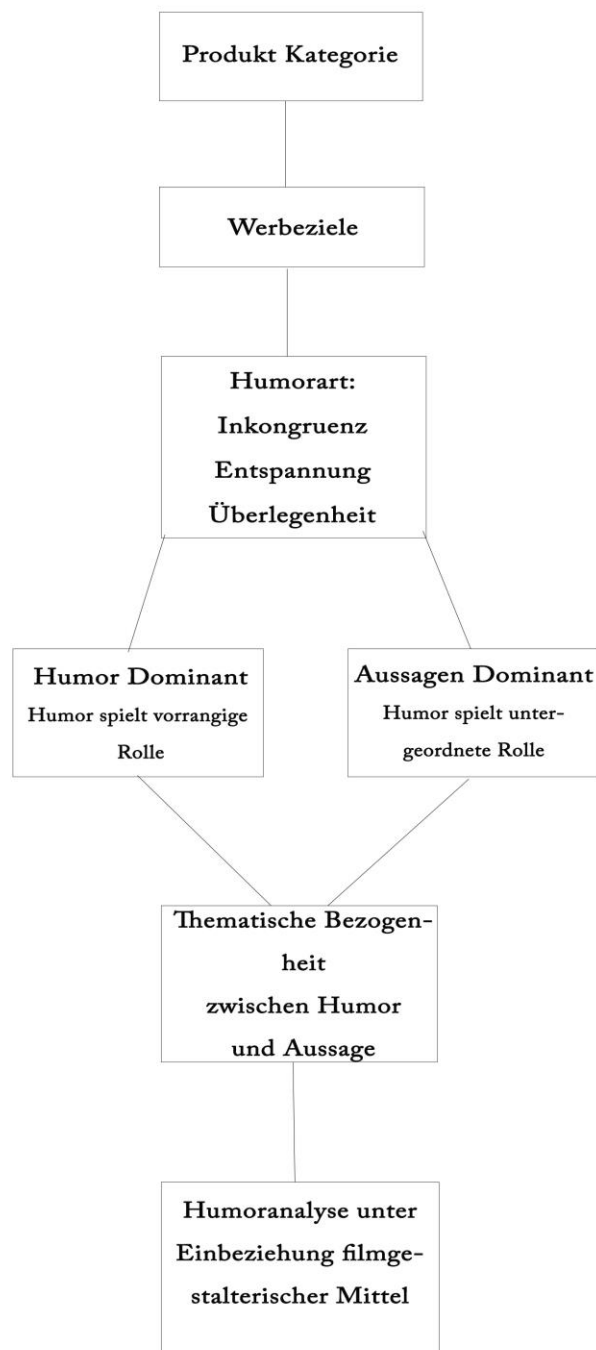 Produkt Kategorie
Werbeziele
Humorart:
Inkongruenz
Entspannung
Überlegenheit
Humor Dominant
Humor spielt vorrangige
Rolle
Aussagen Dominant
Humor spielt unter-
geordnete Rolle
Thematische Bezogen-
heit
zwischen Humor
und Aussage
Humoranalyse unter
Einbeziehung filmge-
stalterischer Mittel